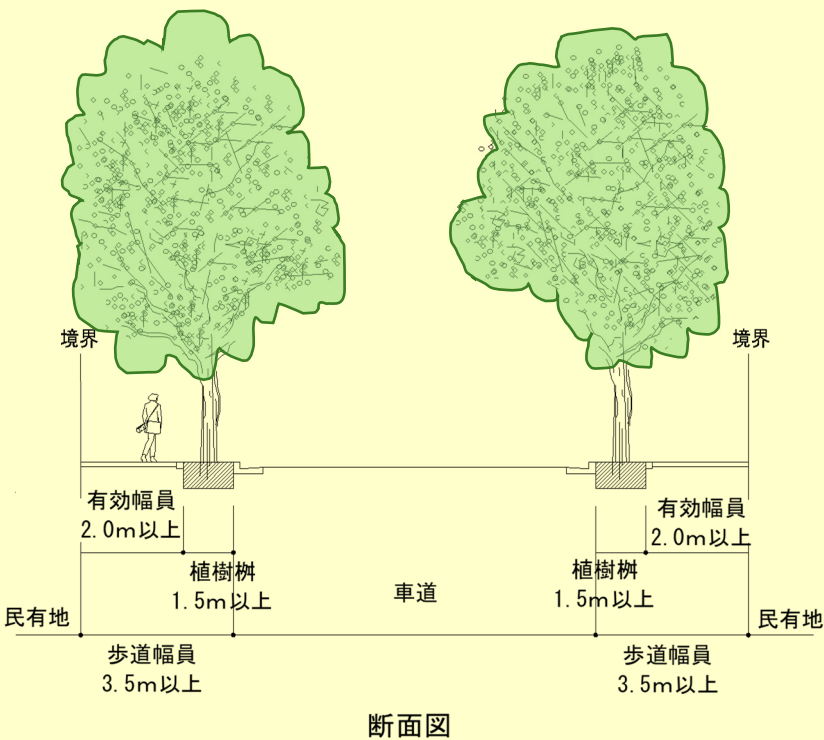 境界
境界
有効幅員
2.0m以上
有効幅員
2.0m以上
植樹桝
1.5m以上
車道
植樹桝
1.5m以上
民有地
民有地
歩道幅員
3.5m以上
歩道幅員
3.5m以上
断面図